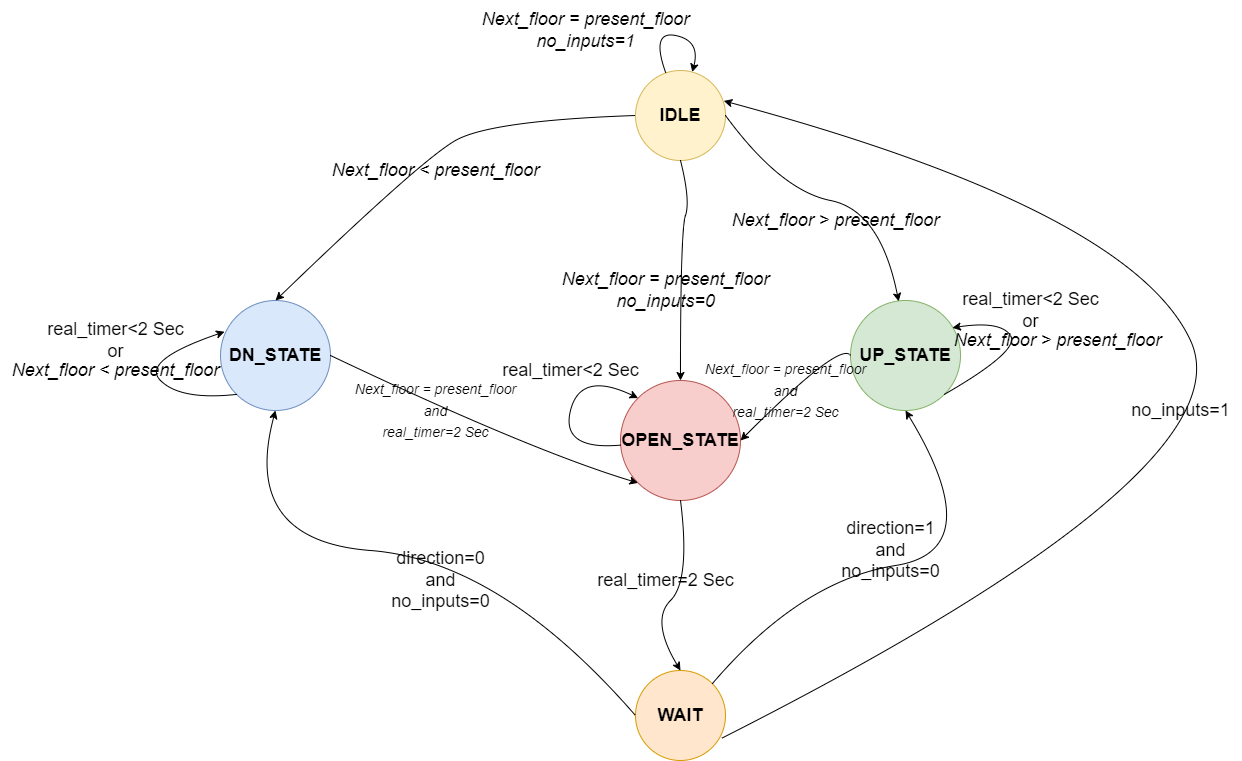 Next_floor = present_floor
no_inputs=1
IDLE
Next_floor < present_floor
Next_floor > present_floor
Next_floor = present_floor
no_inputs=0
real_timer<2 Sec
or
Next_floor < present_floor
DN_STATE
real_timer<2 Sec
or
Next_floor > present_floor
UP_STATE
Next_floor = present_floor
and
real_timer=2 Sec
real_timer<2 Sec
OPEN_STATE
Next_floor = present_floor
and
real_timer=2 Sec
no_inputs=1
direction=0
and
no_inputs=0
real_timer=2 Sec
direction=1
and
no_inputs=0
WAIT